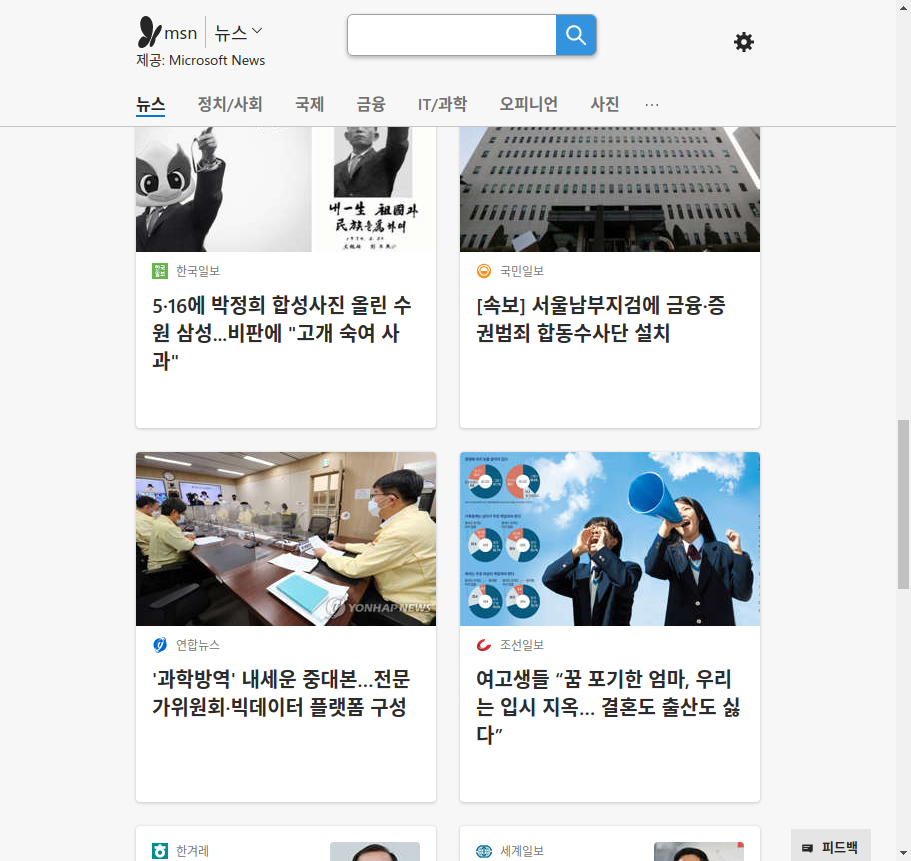 msn 뉴스
제공: Microsoft News
뉴스 정치/사회 국제 금융 IT/과학 오피니언 사진 ...
내一生 祖國과
民族을 爲하여
한국일보
5·16에 박정희 합성사진 올린 수
원 삼성...비판에 "고개 숙여 사
과"
국민일보
[속보] 서울남부지검에 금융·증
권범죄 합동수사단 설치
YONHAP NEWS
연합뉴스
'과학방역' 내세운 중대본…전문
가위원회·빅데이터 플랫폼 구성
조선일보
여고생들 “꿈 포기한 엄마, 우리
는 입시 지옥... 결혼도 출산도 싫
다”
한겨레
세계일보
피드백